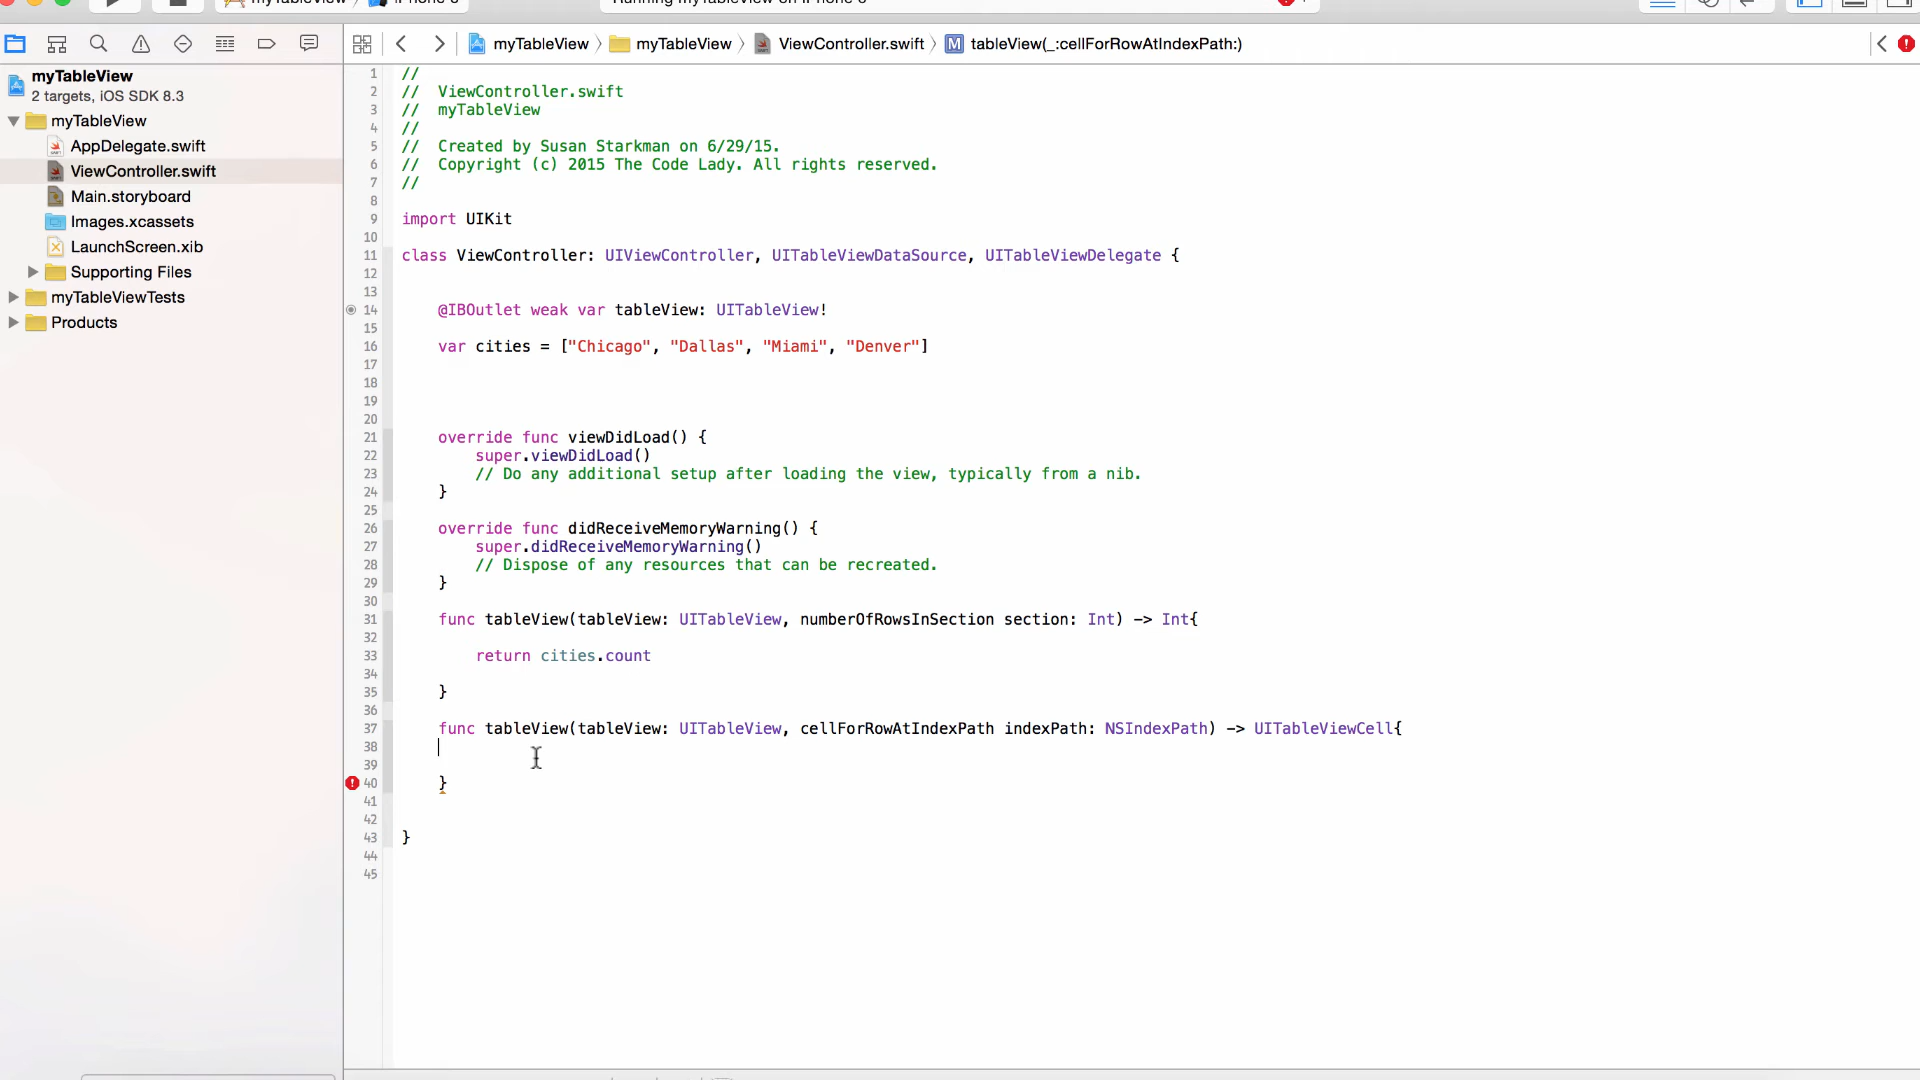 myTableView
iPhone 6
Running myTableView on iPhone 6
myTableView
myTableView
ViewController.swift
M
tableView(_:cellForRowAtIndexPath:)
myTableView
2 targets, iOS SDK 8.3
myTableView
AppDelegate.swift
ViewController.swift
Main.storyboard
Images.xcassets
LaunchScreen.xib
Supporting Files
myTableViewTests
Products
1 //
2 // ViewController.swift
3 // myTableView
4 //
5 // Created by Susan Starkman on 6/29/15.
6 // Copyright (c) 2015 The Code Lady. All rights reserved.
7 //
8
9 import UIKit
10
11 class ViewController: UIViewController, UITableViewDataSource, UITableViewDelegate {
12
13
14 @IBOutlet weak var tableView: UITableView!
15
16 var cities = ["Chicago", "Dallas", "Miami", "Denver"]
17
18
19
20
21 override func viewDidLoad() {
22 super.viewDidLoad()
23 // Do any additional setup after loading the view, typically from a nib.
24 }
25
26 override func didReceiveMemoryWarning() {
27 super.didReceiveMemoryWarning()
28 // Dispose of any resources that can be recreated.
29 }
30
31 func tableView(tableView: UITableView, numberOfRowsInSection section: Int) -> Int{
32
33 return cities.count
34
35 }
36
37 func tableView(tableView: UITableView, cellForRowAtIndexPath indexPath: NSIndexPath) -> UITableViewCell{
38
39
40 }
41
42
43 }
44
45